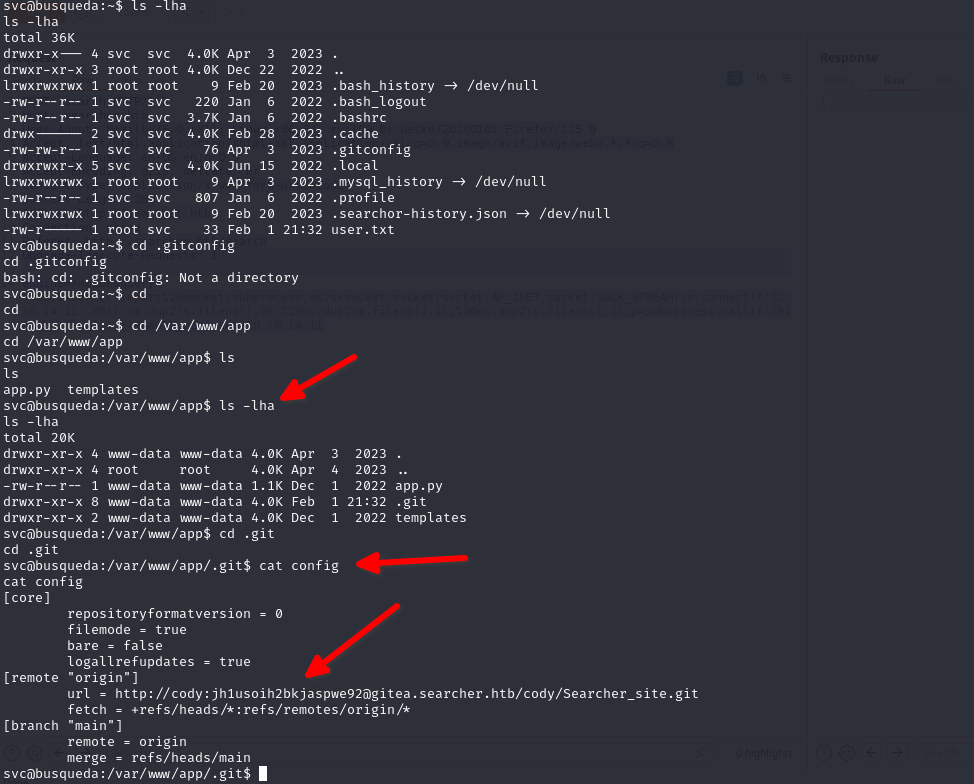 svc@busqueda:~$ ls -lha
ls -lha
total 36K
drwxr-x--- 4 svc  svc  4.0K Apr  3  2023 .
drwxr-xr-x 3 root root 4.0K Dec 22  2022 ..
lrwxrwxrwx 1 root root    9 Feb 20  2023 .bash_history -> /dev/null
-rw-r--r-- 1 svc  svc   220 Jan  6  2022 .bash_logout
-rw-r--r-- 1 svc  svc  3.7K Jan  6  2022 .bashrc
drwx------ 2 svc  svc  4.0K Feb 28  2023 .cache
-rw-rw-r-- 1 svc  svc    76 Apr  3  2023 .gitconfig
drwxrwxr-x 5 svc  svc  4.0K Jun 15  2022 .local
lrwxrwxrwx 1 root root    9 Apr  3  2023 .mysql_history -> /dev/null
-rw-r--r-- 1 svc  svc   807 Jan  6  2022 .profile
lrwxrwxrwx 1 root root    9 Feb 20  2023 .searchor-history.json -> /dev/null
-rw-r----- 1 root svc    33 Feb  1 21:32 user.txt
svc@busqueda:~$ cd .gitconfig
cd .gitconfig
bash: cd: .gitconfig: Not a directory
svc@busqueda:~$ cd
cd
svc@busqueda:~$ cd /var/www/app
cd /var/www/app
svc@busqueda:/var/www/app$ ls
ls
app.py  templates
svc@busqueda:/var/www/app$ ls -lha
ls -lha
total 20K
drwxr-xr-x 4 www-data www-data 4.0K Apr  3  2023 .
drwxr-xr-x 4 root     root     4.0K Apr  4  2023 ..
-rw-r--r-- 1 www-data www-data 1.1K Dec  1  2022 app.py
drwxr-xr-x 8 www-data www-data 4.0K Feb  1 21:32 .git
drwxr-xr-x 2 www-data www-data 4.0K Dec  1  2022 templates
svc@busqueda:/var/www/app$ cd .git
cd .git
svc@busqueda:/var/www/app/.git$ cat config
cat config
[core]
        repositoryformatversion = 0
        filemode = true
        bare = false
        logallrefupdates = true
[remote "origin"]
        url = http://cody:jh1usoih2bkjaspwe92@gitea.searcher.htb/cody/Searcher_site.git
        fetch = +refs/heads/*:refs/remotes/origin/*
[branch "main"]
        remote = origin
        merge = refs/heads/main
svc@busqueda:/var/www/app/.git$
Response
Raw
0 highlights
Search